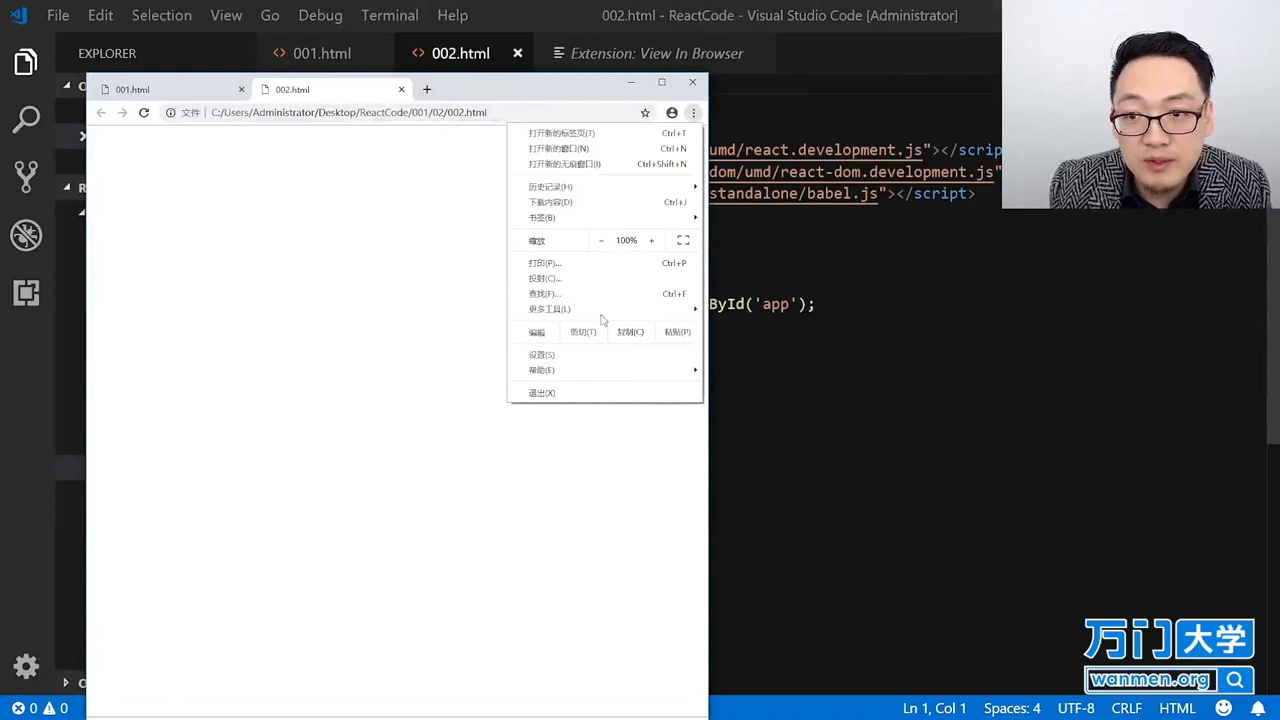 File Edit Selection View Go Debug Terminal Help 002.html - ReactCode - Visual Studio Code [Administrator]
EXPLORER 001.html 002.html Extension: View In Browser
001.html 002.html
文件 C:/Users/Administrator/Desktop/ReactCode/001/02/002.html
打开新的标签页(T) Ctrl+T
打开新的窗口(N) Ctrl+N
打开新的无痕窗口(I) Ctrl+Shift+N
历史记录(H)
下载内容(D) Ctrl+J
书签(B)
缩放 - 100% +
打印(P)... Ctrl+P
投射(C)...
查找(F)... Ctrl+F
更多工具(L)
编辑 剪切(T) 复制(C) 粘贴(P)
设置(S)
帮助(E)
退出(X)
umd/react.development.js"></scrip
dom/umd/react-dom.development.js"
standalone/babel.js"></script>
ById('app');
万门大学
wanmen.org
0 0 Ln 1, Col 1 Spaces: 4 UTF-8 CRLF HTML